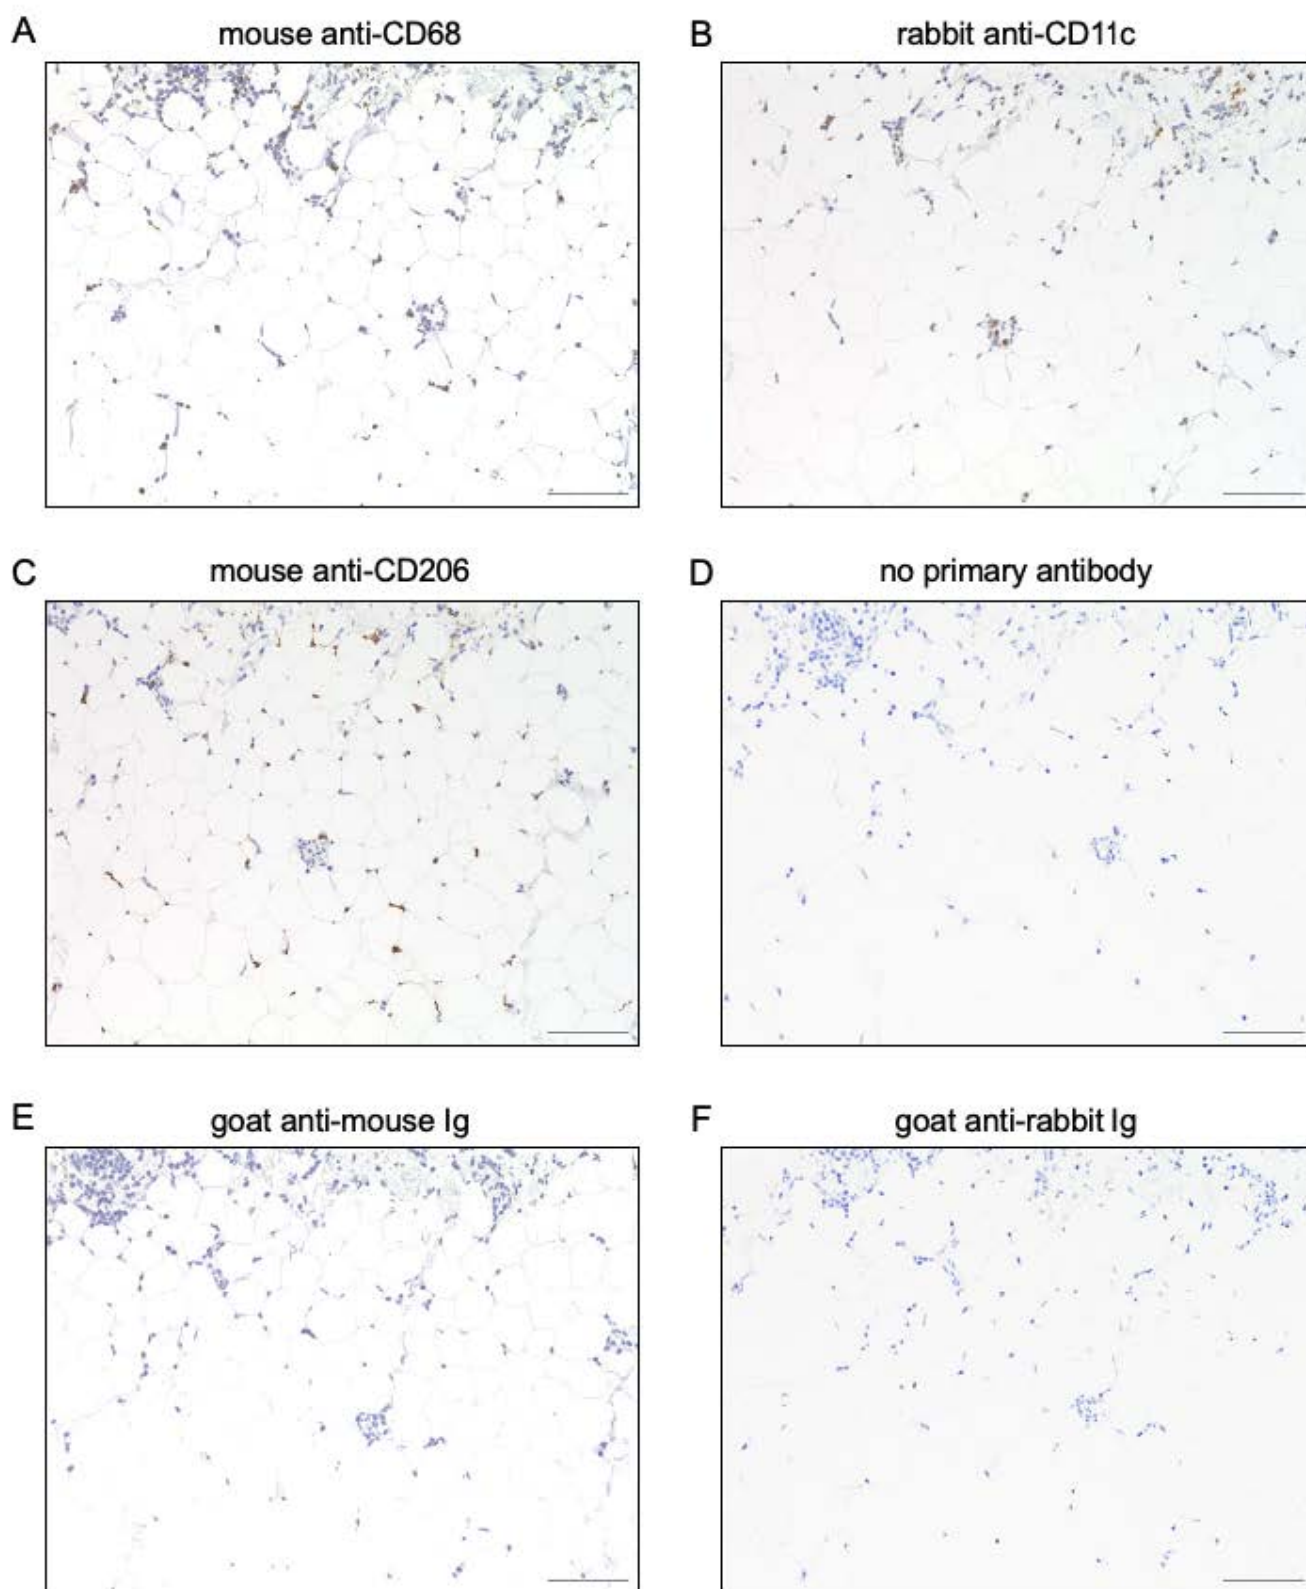 A
mouse anti-CD68
B
rabbit anti-CD11c
C
mouse anti-CD206
D
no primary antibody
E
goat anti-mouse Ig
F
goat anti-rabbit Ig